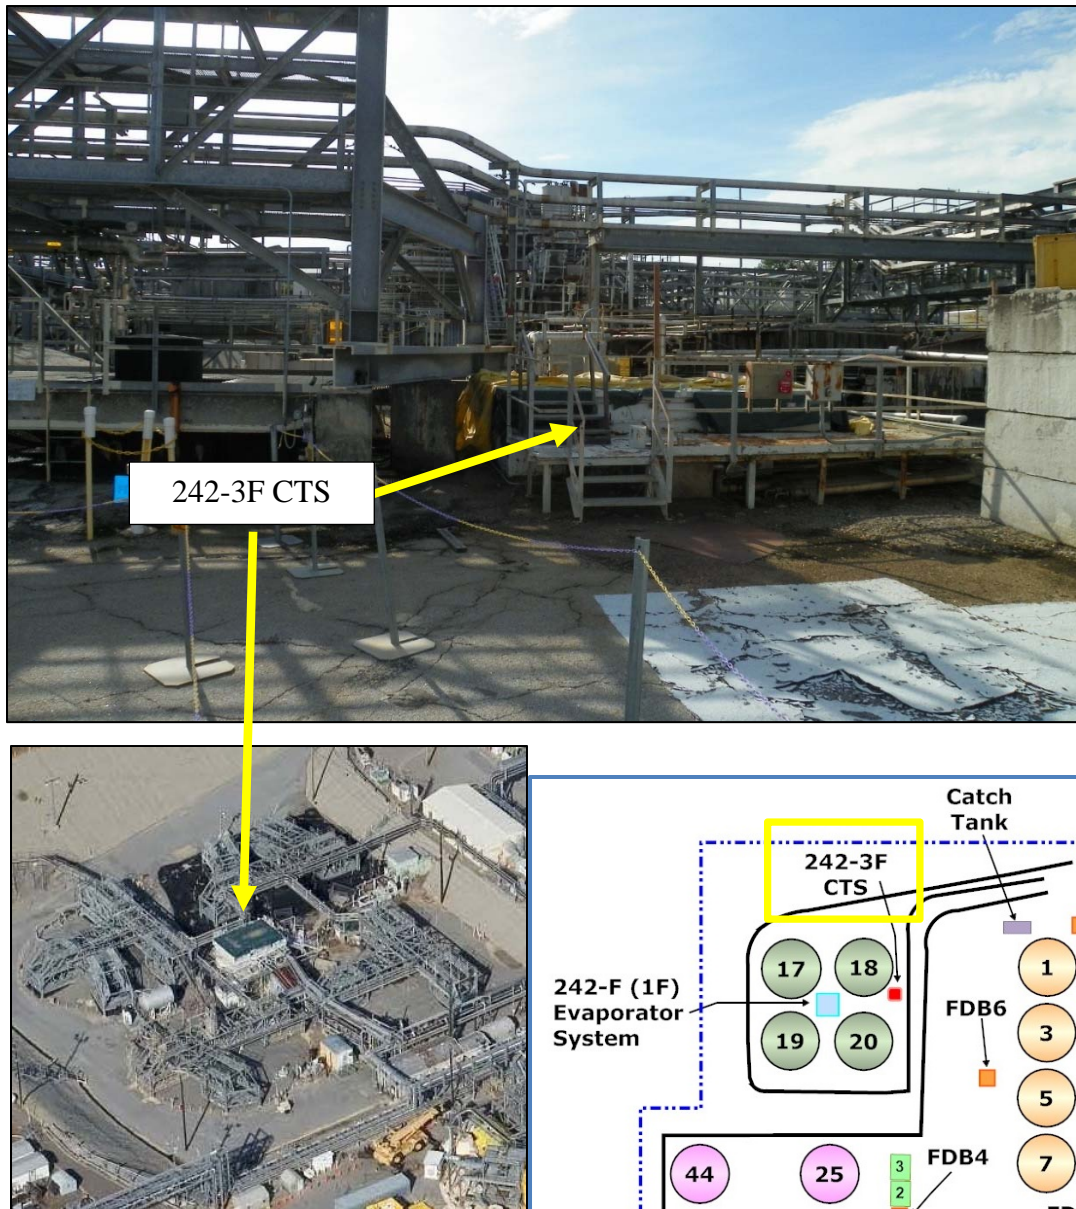 242-3F CTS
Catch
Tank
242-3F
CTS
17
18
1
242-F (1F)
Evaporator
System
FDB6
19
20
3
5
44
25
3
2
FDB4
7